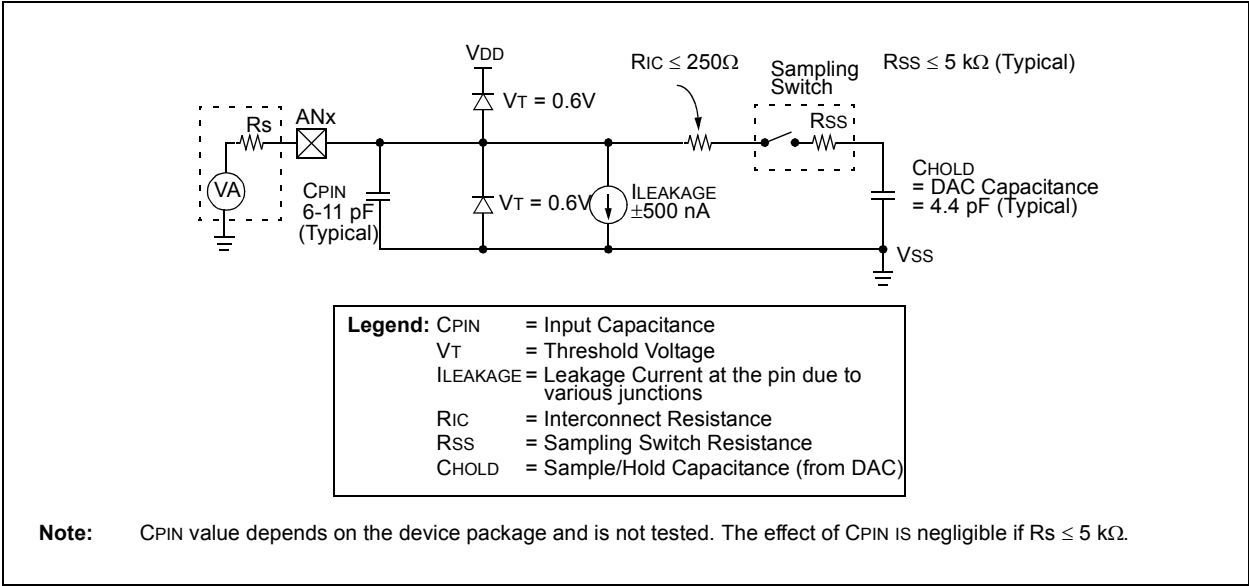 VDD
RIC ≤ 250Ω
Sampling
Switch
RSS ≤ 5 kΩ (Typical)
VT = 0.6V
Rs
ANx
RSS
VA
CPIN
6-11 pF
(Typical)
VT = 0.6V
ILEAKAGE
±500 nA
CHOLD
= DAC Capacitance
= 4.4 pF (Typical)
VSS
Legend: CPIN = Input Capacitance
VT = Threshold Voltage
ILEAKAGE = Leakage Current at the pin due to
various junctions
RIC = Interconnect Resistance
RSS = Sampling Switch Resistance
CHOLD = Sample/Hold Capacitance (from DAC)
Note: CPIN value depends on the device package and is not tested. The effect of CPIN IS negligible if Rs ≤ 5 kΩ.